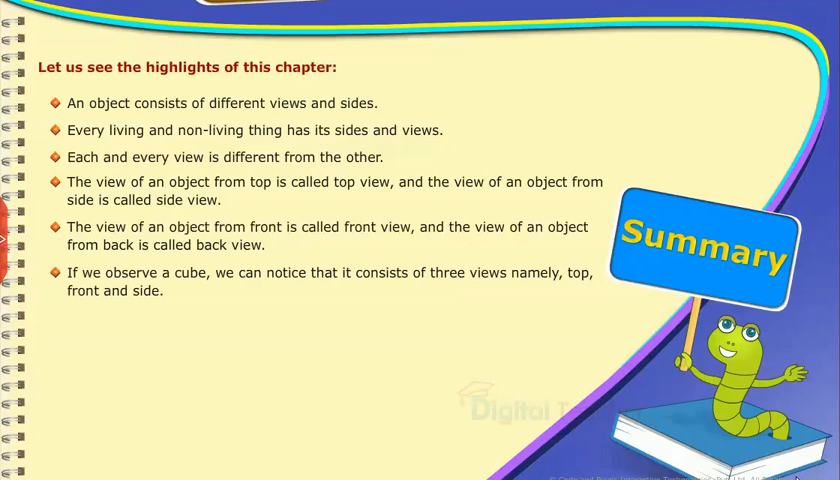 Let us see the highlights of this chapter:
An object consists of different views and sides.
Every living and non-living thing has its sides and views.
Each and every view is different from the other.
The view of an object from top is called top view, and the view of an object from
side is called side view.
The view of an object from front is called front view, and the view of an object
from back is called back view.
If we observe a cube, we can notice that it consists of three views namely, top,
front and side.
Summary
Digital